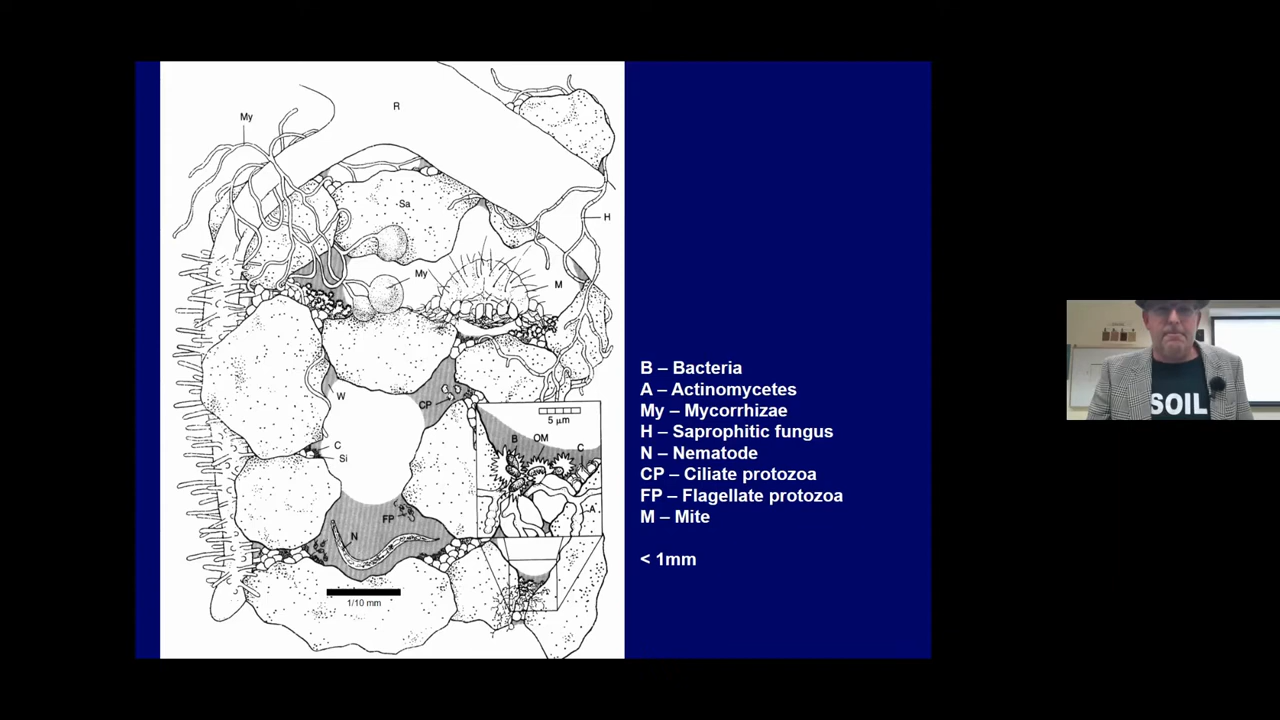 R
My
Sa
H
My
M
W
CP
C
Si
5 µm
B
OM
C
A
FP
N
1/10 mm
B – Bacteria
A – Actinomycetes
My – Mycorrhizae
H – Saprophitic fungus
N – Nematode
CP – Ciliate protozoa
FP – Flagellate protozoa
M – Mite
< 1mm
SOIL